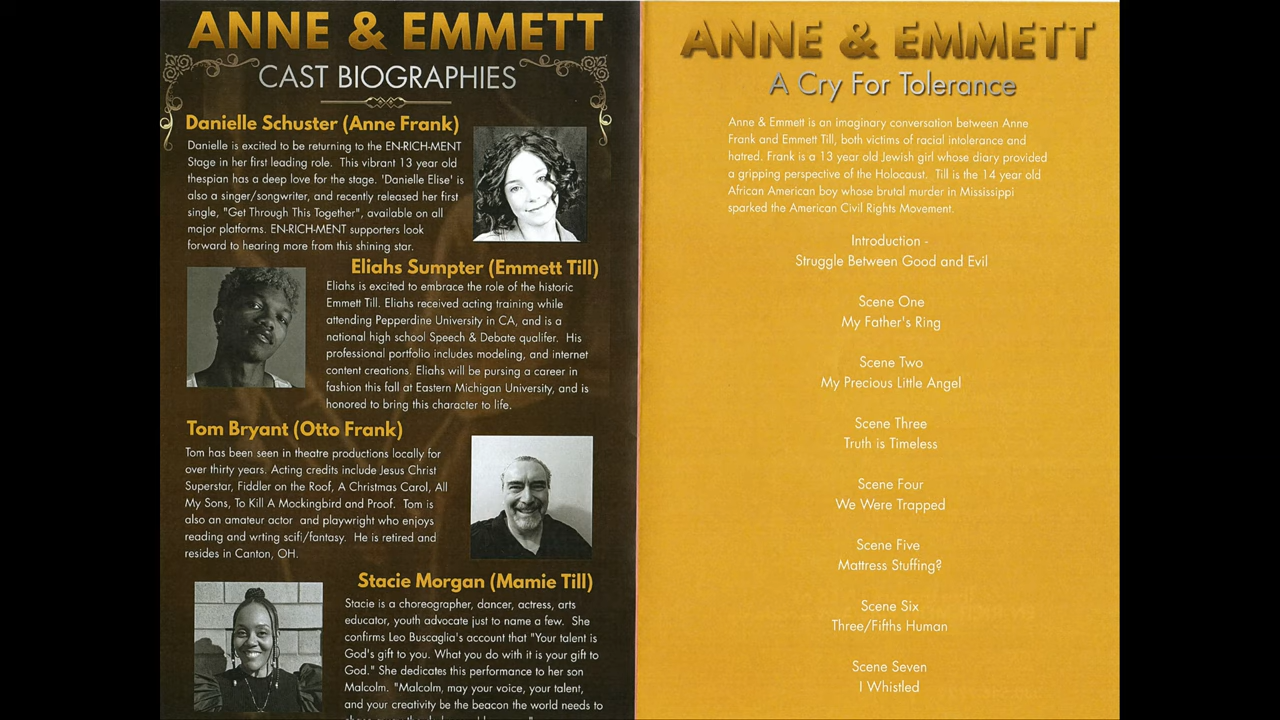 ANNE & EMMETT
CAST BIOGRAPHIES
Danielle Schuster (Anne Frank)
Danielle is excited to be returning to the EN-RICH-MENT
Stage in her first leading role. This vibrant 13 year old
thespian has a deep love for the stage. 'Danielle Elise' is
also a singer/songwriter, and recently released her first
single, "Get Through This Together", available on all
major platforms. EN-RICH-MENT supporters look
forward to hearing more from this shining star.
Eliahs Sumpter (Emmett Till)
Eliahs is excited to embrace the role of the historic
Emmett Till. Eliahs received acting training while
attending Pepperdine University in CA, and is a
national high school Speech & Debate qualifer. His
professional portfolio includes modeling, and internet
content creations. Eliahs will be pursing a career in
fashion this fall at Eastern Michigan University, and is
honored to bring this character to life.
Tom Bryant (Otto Frank)
Tom has been seen in theatre productions locally for
over thirty years. Acting credits include Jesus Christ
Superstar, Fiddler on the Roof, A Christmas Carol, All
My Sons, To Kill A Mockingbird and Proof. Tom is
also an amateur actor and playwright who enjoys
reading and wrting scifi/fantasy. He is retired and
resides in Canton, OH.
Stacie Morgan (Mamie Till)
Stacie is a choreographer, dancer, actress, arts
educator, youth advocate just to name a few. She
confirms Leo Buscaglia's account that "Your talent is
God's gift to you. What you do with it is your gift to
God." She dedicates this performance to her son
Malcolm. "Malcolm, may your voice, your talent,
and your creativity be the beacon the world needs to
ANNE & EMMETT
A Cry For Tolerance
Anne & Emmett is an imaginary conversation between Anne
Frank and Emmett Till, both victims of racial intolerance and
hatred. Frank is a 13 year old Jewish girl whose diary provided
a gripping perspective of the Holocaust. Till is the 14 year old
African American boy whose brutal murder in Mississippi
sparked the American Civil Rights Movement.
Introduction -
Struggle Between Good and Evil
Scene One
My Father's Ring
Scene Two
My Precious Little Angel
Scene Three
Truth is Timeless
Scene Four
We Were Trapped
Scene Five
Mattress Stuffing?
Scene Six
Three/Fifths Human
Scene Seven
I Whistled